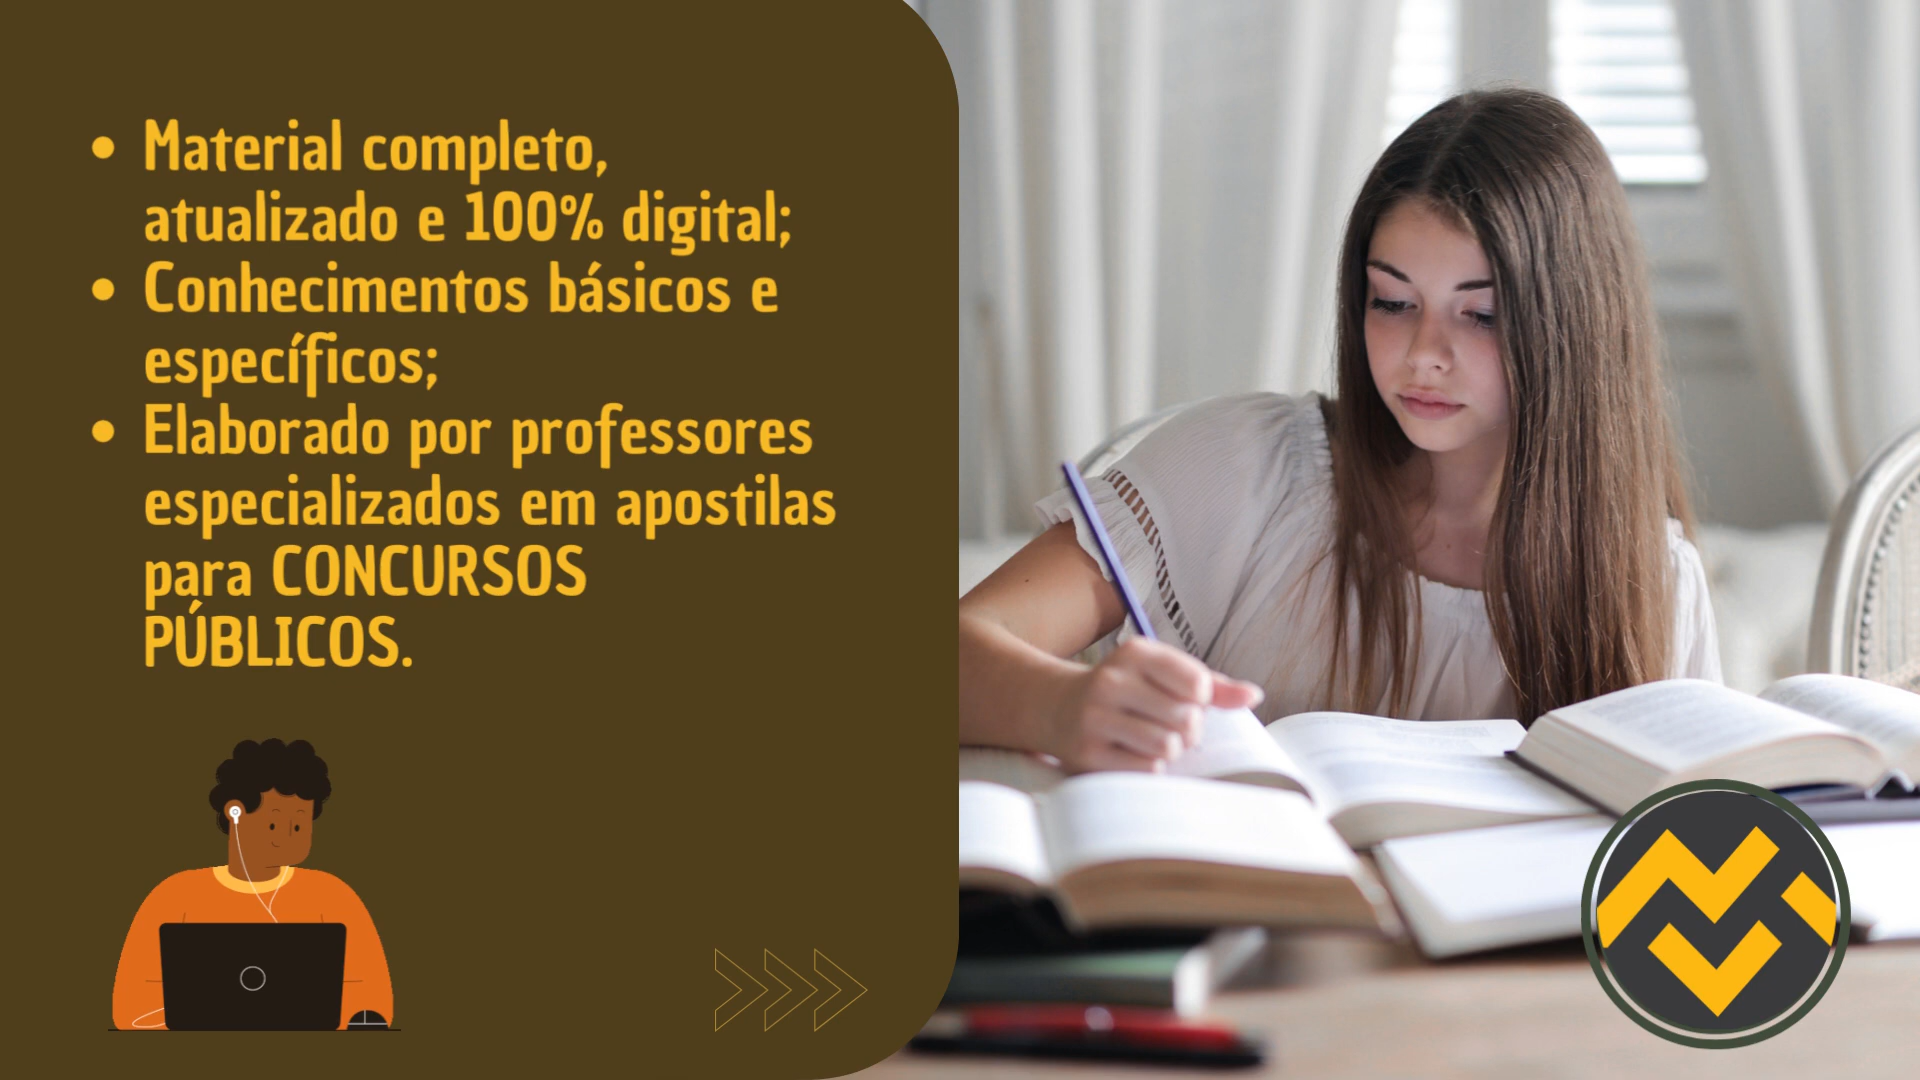 • Material completo,
atualizado e 100% digital;
• Conhecimentos básicos e
específicos;
• Elaborado por professores
especializados em apostilas
para CONCURSOS
PÚBLICOS.